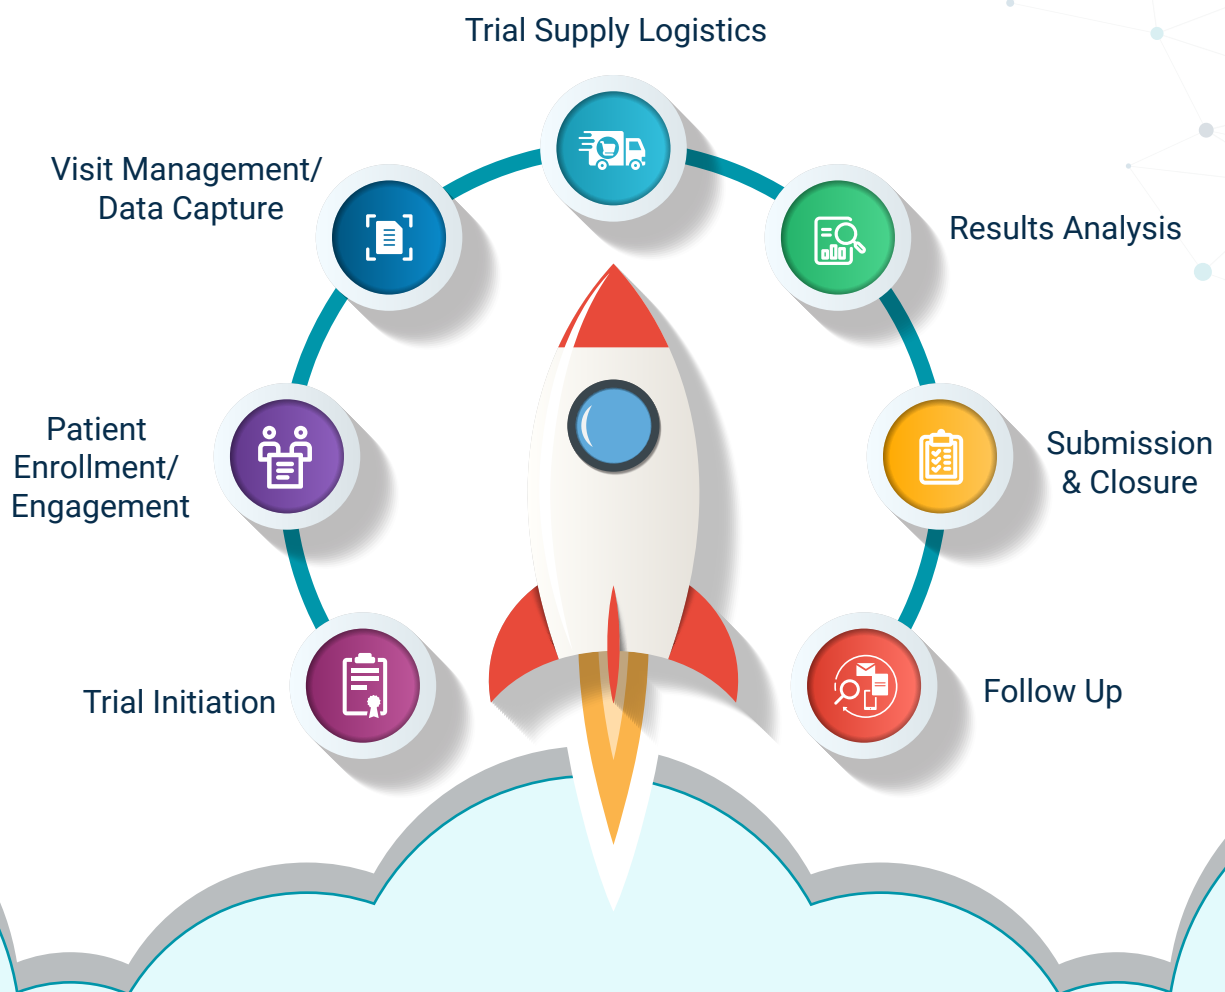 Trial Supply Logistics
Visit Management/
Data Capture
Results Analysis
Patient
Enrollment/
Engagement
Submission
& Closure
Trial Initiation
Follow Up